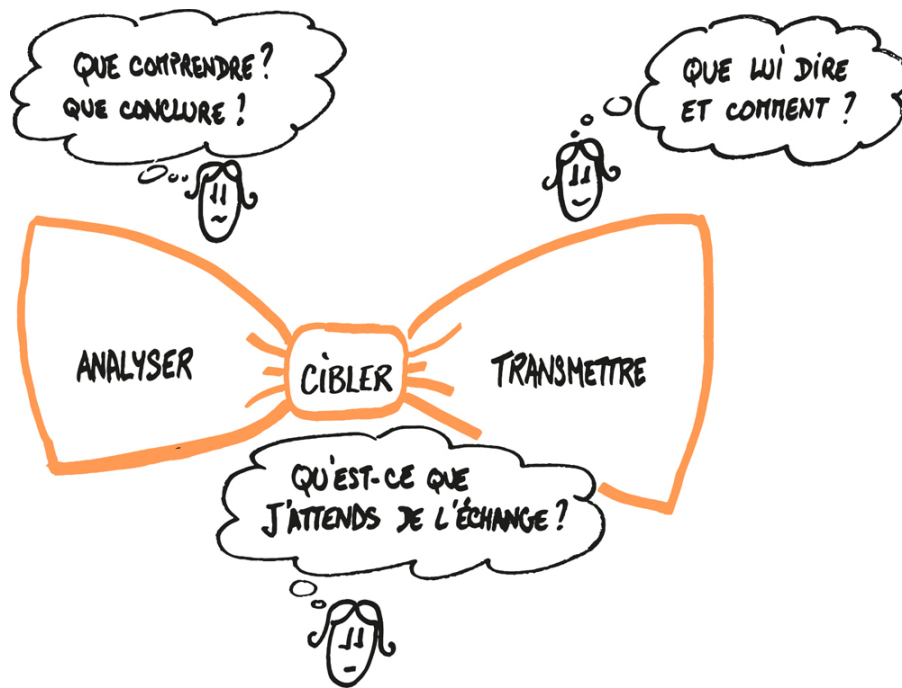 QUE COMPRENDRE ?
QUE CONCLURE !
QUE LUI DIRE
ET COMMENT ?
ANALYSER
CIBLER
TRANSMETTRE
QU'EST-CE QUE
J'ATTENDS DE L'ÉCHANGE ?